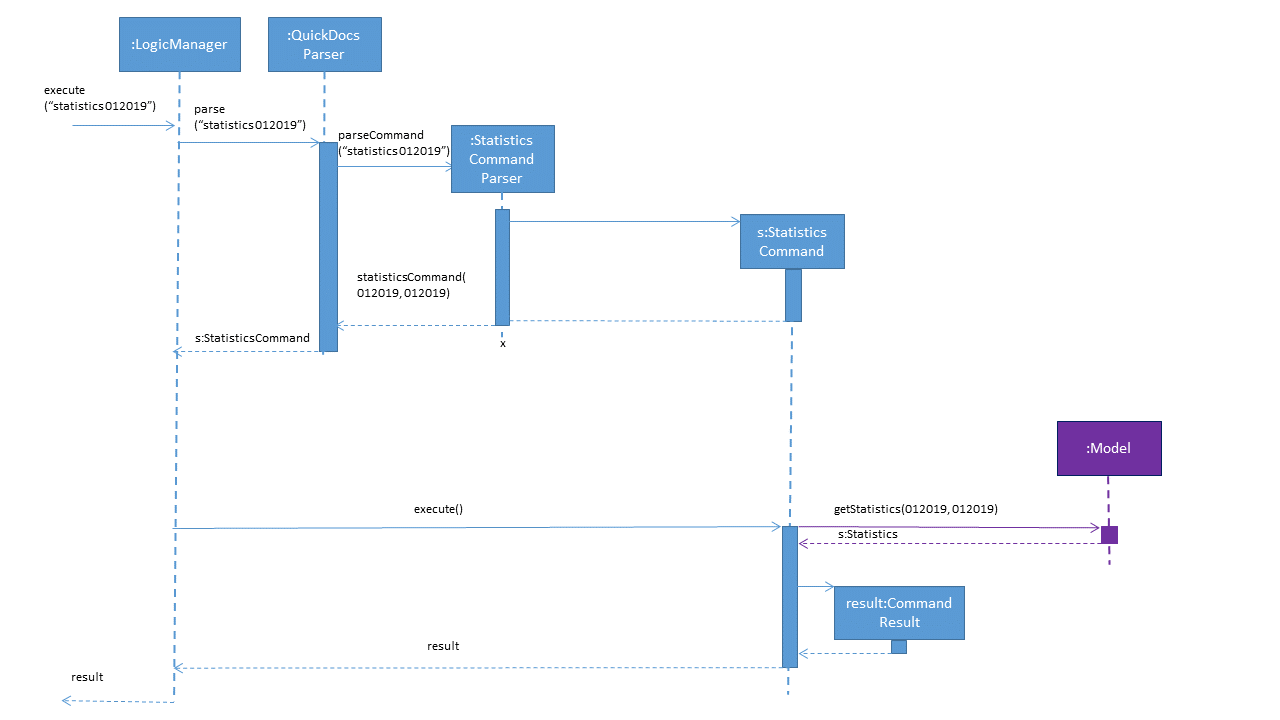 :LogicManager
:QuickDocs
Parser
execute
(“statistics 012019”)
parse
(“statistics 012019”)
parseCommand
(“statistics 012019”)
:Statistics
Command
Parser
s:Statistics
Command
statisticsCommand(
012019, 012019)
s:StatisticsCommand
x
:Model
execute()
getStatistics(012019, 012019)
s:Statistics
result:Command
Result
result
result